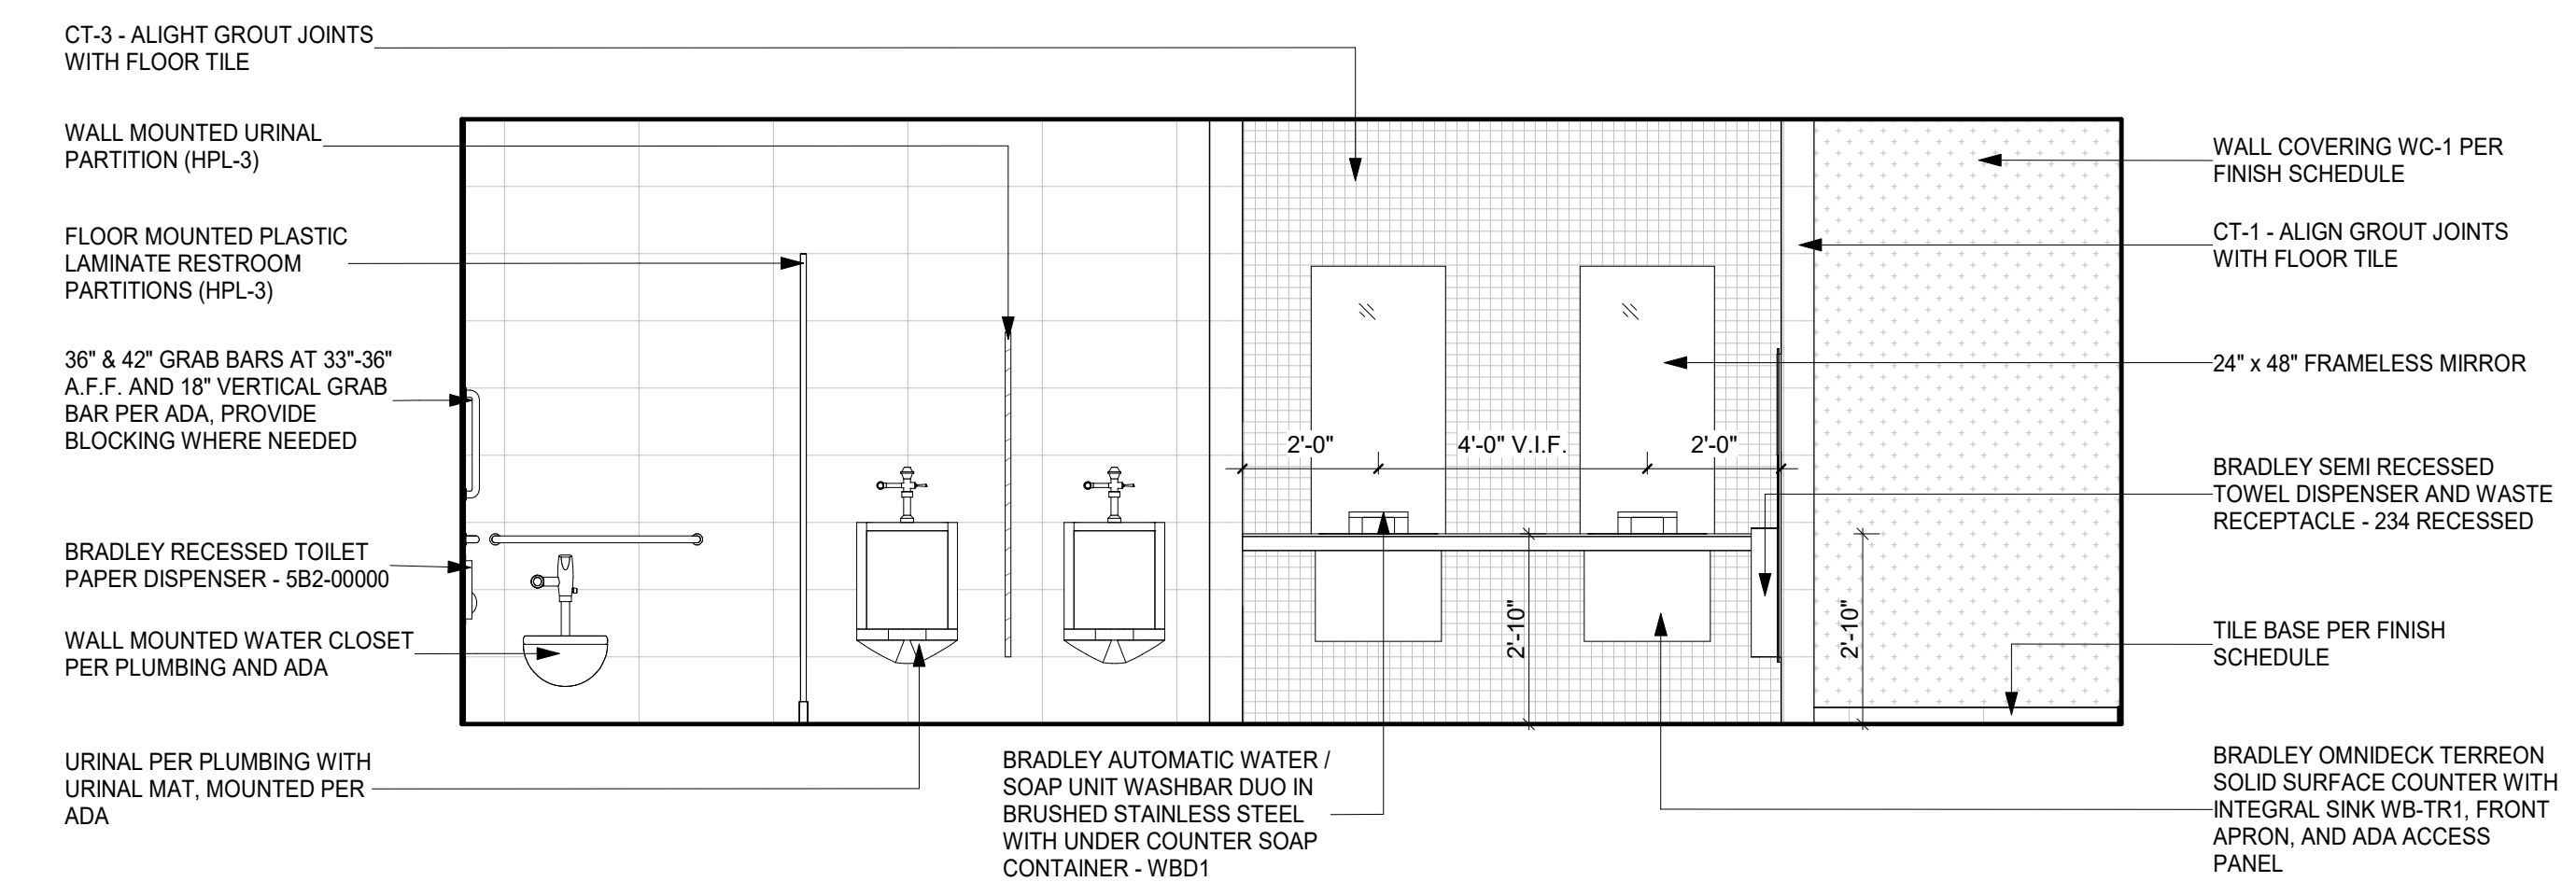 CT-3 - ALIGHT GROUT JOINTS
WITH FLOOR TILE
WALL MOUNTED URINAL
PARTITION (HPL-3)
FLOOR MOUNTED PLASTIC
LAMINATE RESTROOM
PARTITIONS (HPL-3)
36" & 42" GRAB BARS AT 33"-36"
A.F.F. AND 18" VERTICAL GRAB
BAR PER ADA, PROVIDE
BLOCKING WHERE NEEDED
BRADLEY RECESSED TOILET
PAPER DISPENSER - 5B2-00000
WALL MOUNTED WATER CLOSET
PER PLUMBING AND ADA
URINAL PER PLUMBING WITH
URINAL MAT, MOUNTED PER
ADA
2'-0"
4'-0" V.I.F.
2'-0"
2'-10"
2'-10"
BRADLEY AUTOMATIC WATER /
SOAP UNIT WASHBAR DUO IN
BRUSHED STAINLESS STEEL
WITH UNDER COUNTER SOAP
CONTAINER - WBD1
WALL COVERING WC-1 PER
FINISH SCHEDULE
CT-1 - ALIGN GROUT JOINTS
WITH FLOOR TILE
24" x 48" FRAMELESS MIRROR
BRADLEY SEMI RECESSED
TOWEL DISPENSER AND WASTE
RECEPTACLE - 234 RECESSED
TILE BASE PER FINISH
SCHEDULE
BRADLEY OMNIDECK TERREON
SOLID SURFACE COUNTER WITH
INTEGRAL SINK WB-TR1, FRONT
APRON, AND ADA ACCESS
PANEL